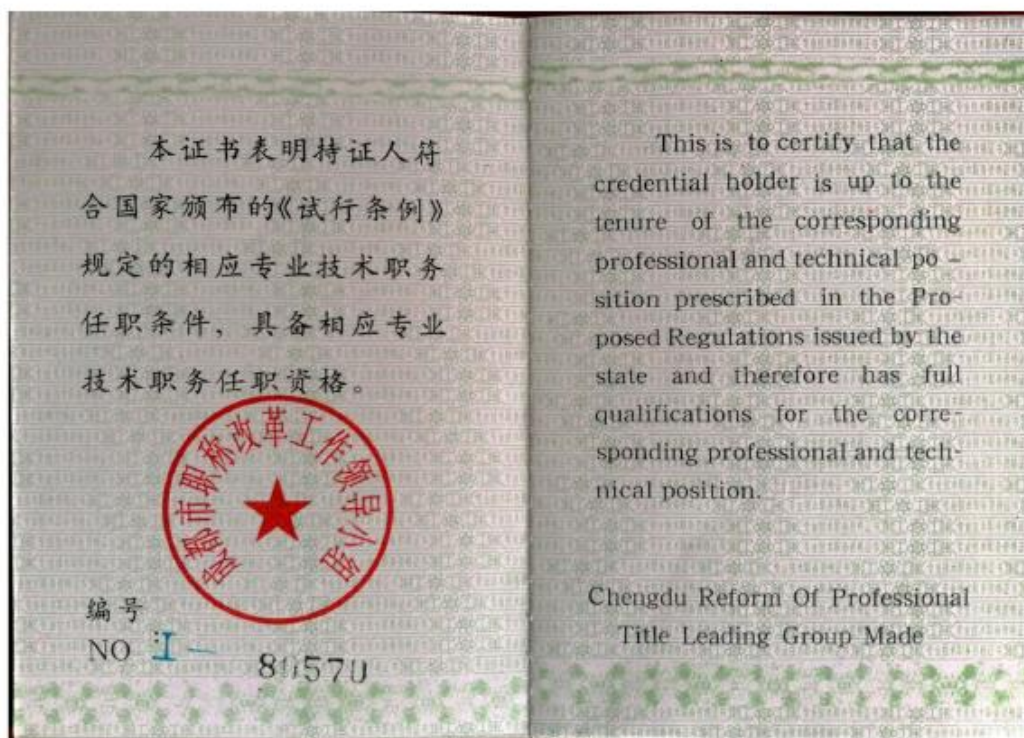 本证书表明持证人符
合国家颁布的《试行条例》
规定的相应专业技术职务
任职条件，具备相应专业
技术职务任职资格。
成都市职称改革工作领导小组
编号
NO
This is to certify that the
credential holder is up to the
tenure of the corresponding
professional and technical po -
sition prescribed in the Pro-
posed Regulations issued by the
state and therefore has full
qualifications for the corre-
sponding professional and tech-
nical position.
Chengdu Reform Of Professional
Title Leading Group Made